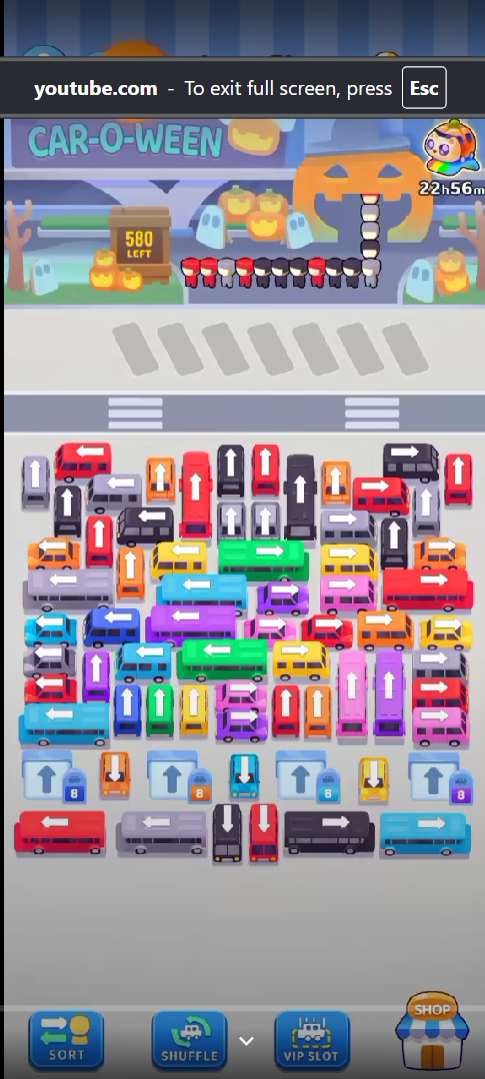 youtube.com - To exit full screen, press Esc
CAR-O-WEEN
22h56m
580
LEFT
8
8
8
8
SHOP
SORT
SHUFFLE
VIP SLOT